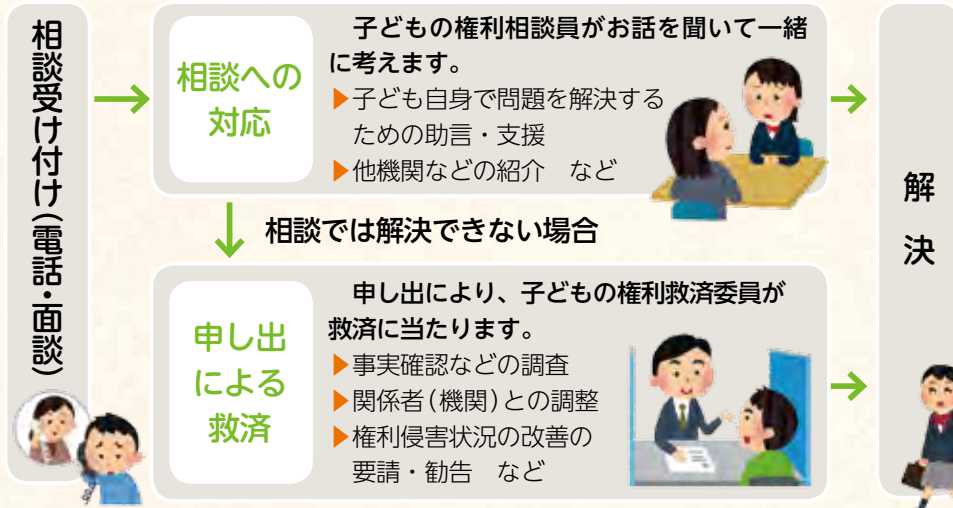 相談受け付け(電話・面談)
相談への
対応
子どもの権利相談員がお話を聞いて一緒
に考えます。
▶子ども自身で問題を解決する
ための助言・支援
▶他機関などの紹介　など
相談では解決できない場合
申し出
による
救済
申し出により、子どもの権利救済委員が
救済に当たります。
▶事実確認などの調査
▶関係者(機関)との調整
▶権利侵害状況の改善の
要請・勧告　など
解決